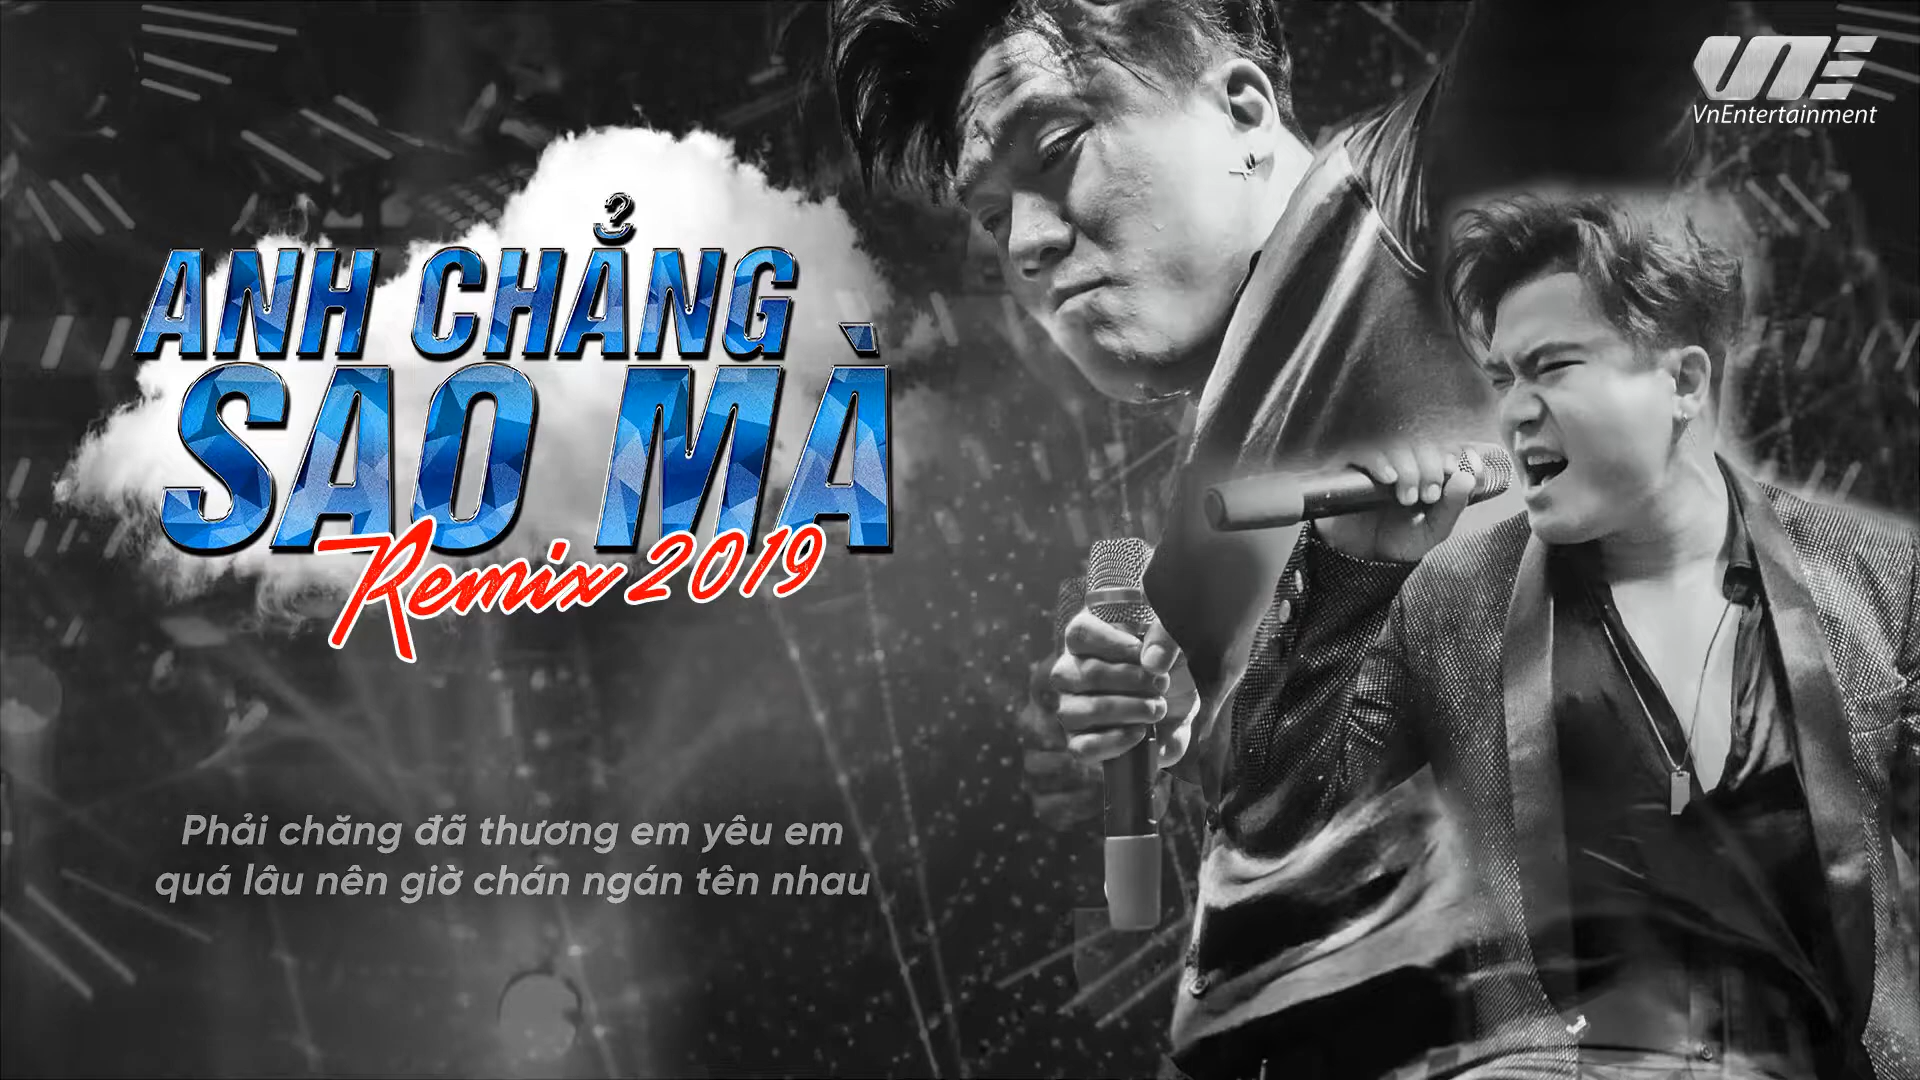 VNE
VnEntertainment
ANH CHẲNG
SAO MÀ
Remix 2019
Phải chăng đã thương em yêu em
quá lâu nên giờ chán ngán tên nhau